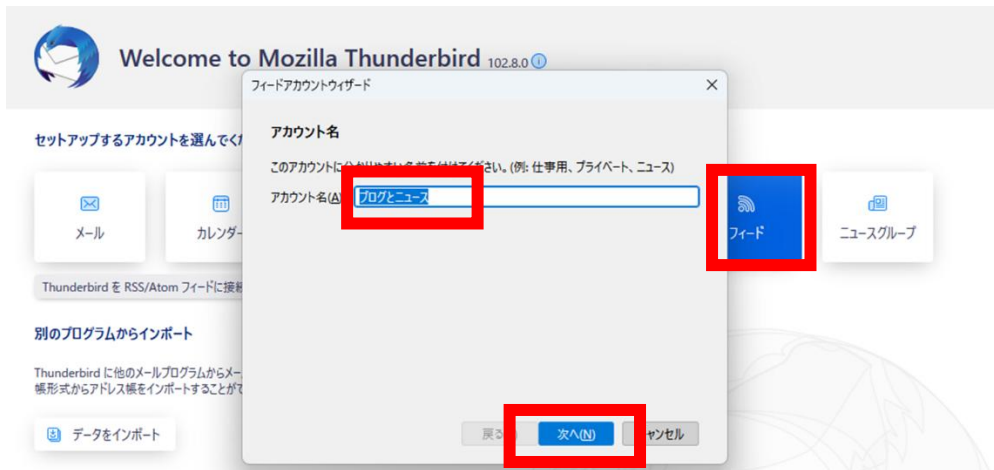 Welcome to Mozilla Thunderbird 102.8.0
フィードアカウントウィザード
セットアップするアカウントを選んでく
アカウント名
このアカウントに分かりやすい名前を付けてください。(例: 仕事用、プライベート、ニュース)
アカウント名(A) ブログとニュース
メール
カレンダー
フィード
ニュースグループ
Thunderbird を RSS/Atom フィードに接
別のプログラムからインポート
Thunderbird に他のメールプログラムからメー
帳形式からアドレス帳をインポートすることが
データをインポート
戻る
次へ(N)
ャンセル